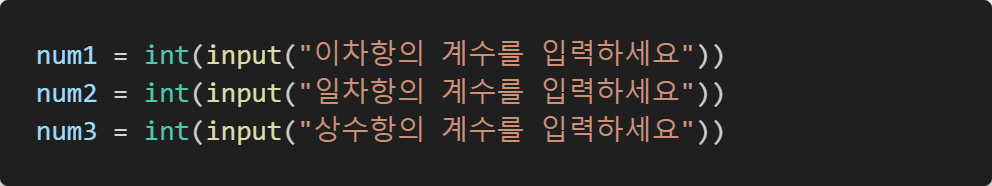 num1 = int(input("이차항의 계수를 입력하세요"))
num2 = int(input("일차항의 계수를 입력하세요"))
num3 = int(input("상수항의 계수를 입력하세요"))